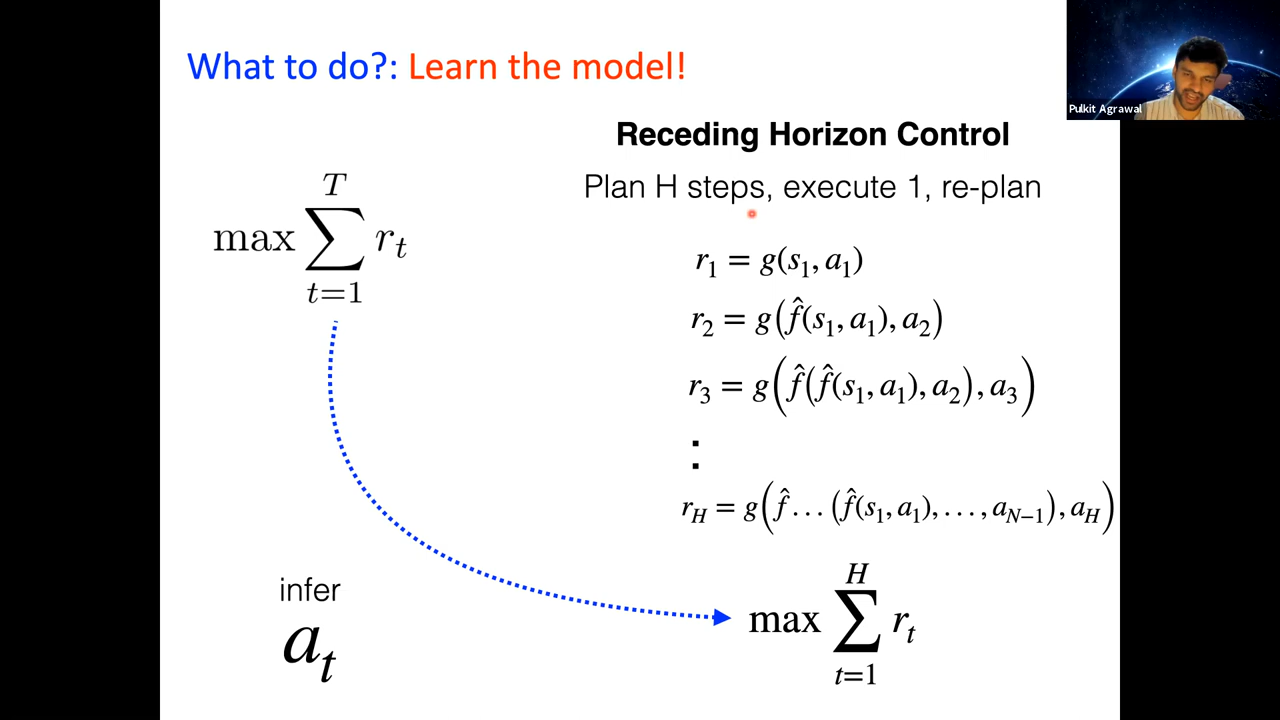 What to do?: Learn the model!
Pulkit Agrawal
Receding Horizon Control
Plan H steps, execute 1, re-plan
max ∑_{t=1}^{T} r_t
r_1 = g(s_1, a_1)
r_2 = g(f̂(s_1, a_1), a_2)
r_3 = g(f̂(f̂(s_1, a_1), a_2), a_3)
:
r_H = g(f̂ … (f̂(s_1, a_1), …, a_{N−1}), a_H)
infer
a_t
max ∑_{t=1}^{H} r_t